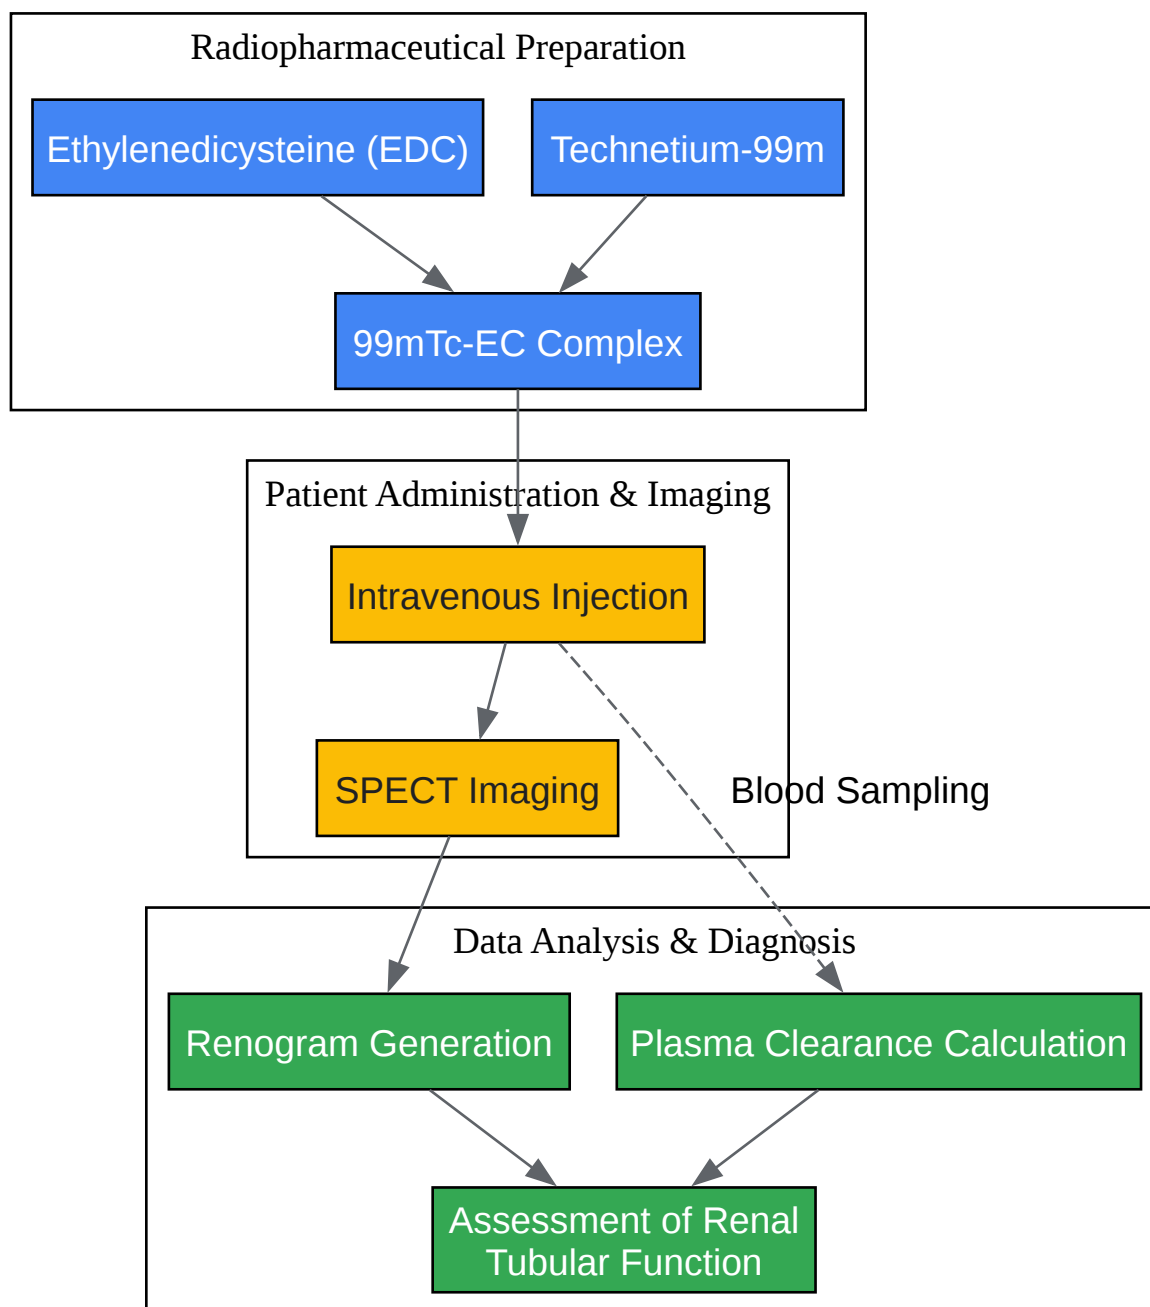 Radiopharmaceutical Preparation
Ethylenedicysteine (EDC)
Technetium-99m
99mTc-EC Complex
Patient Administration & Imaging
Intravenous Injection
SPECT Imaging
Blood Sampling
Data Analysis & Diagnosis
Renogram Generation
Plasma Clearance Calculation
Assessment of Renal
Tubular Function